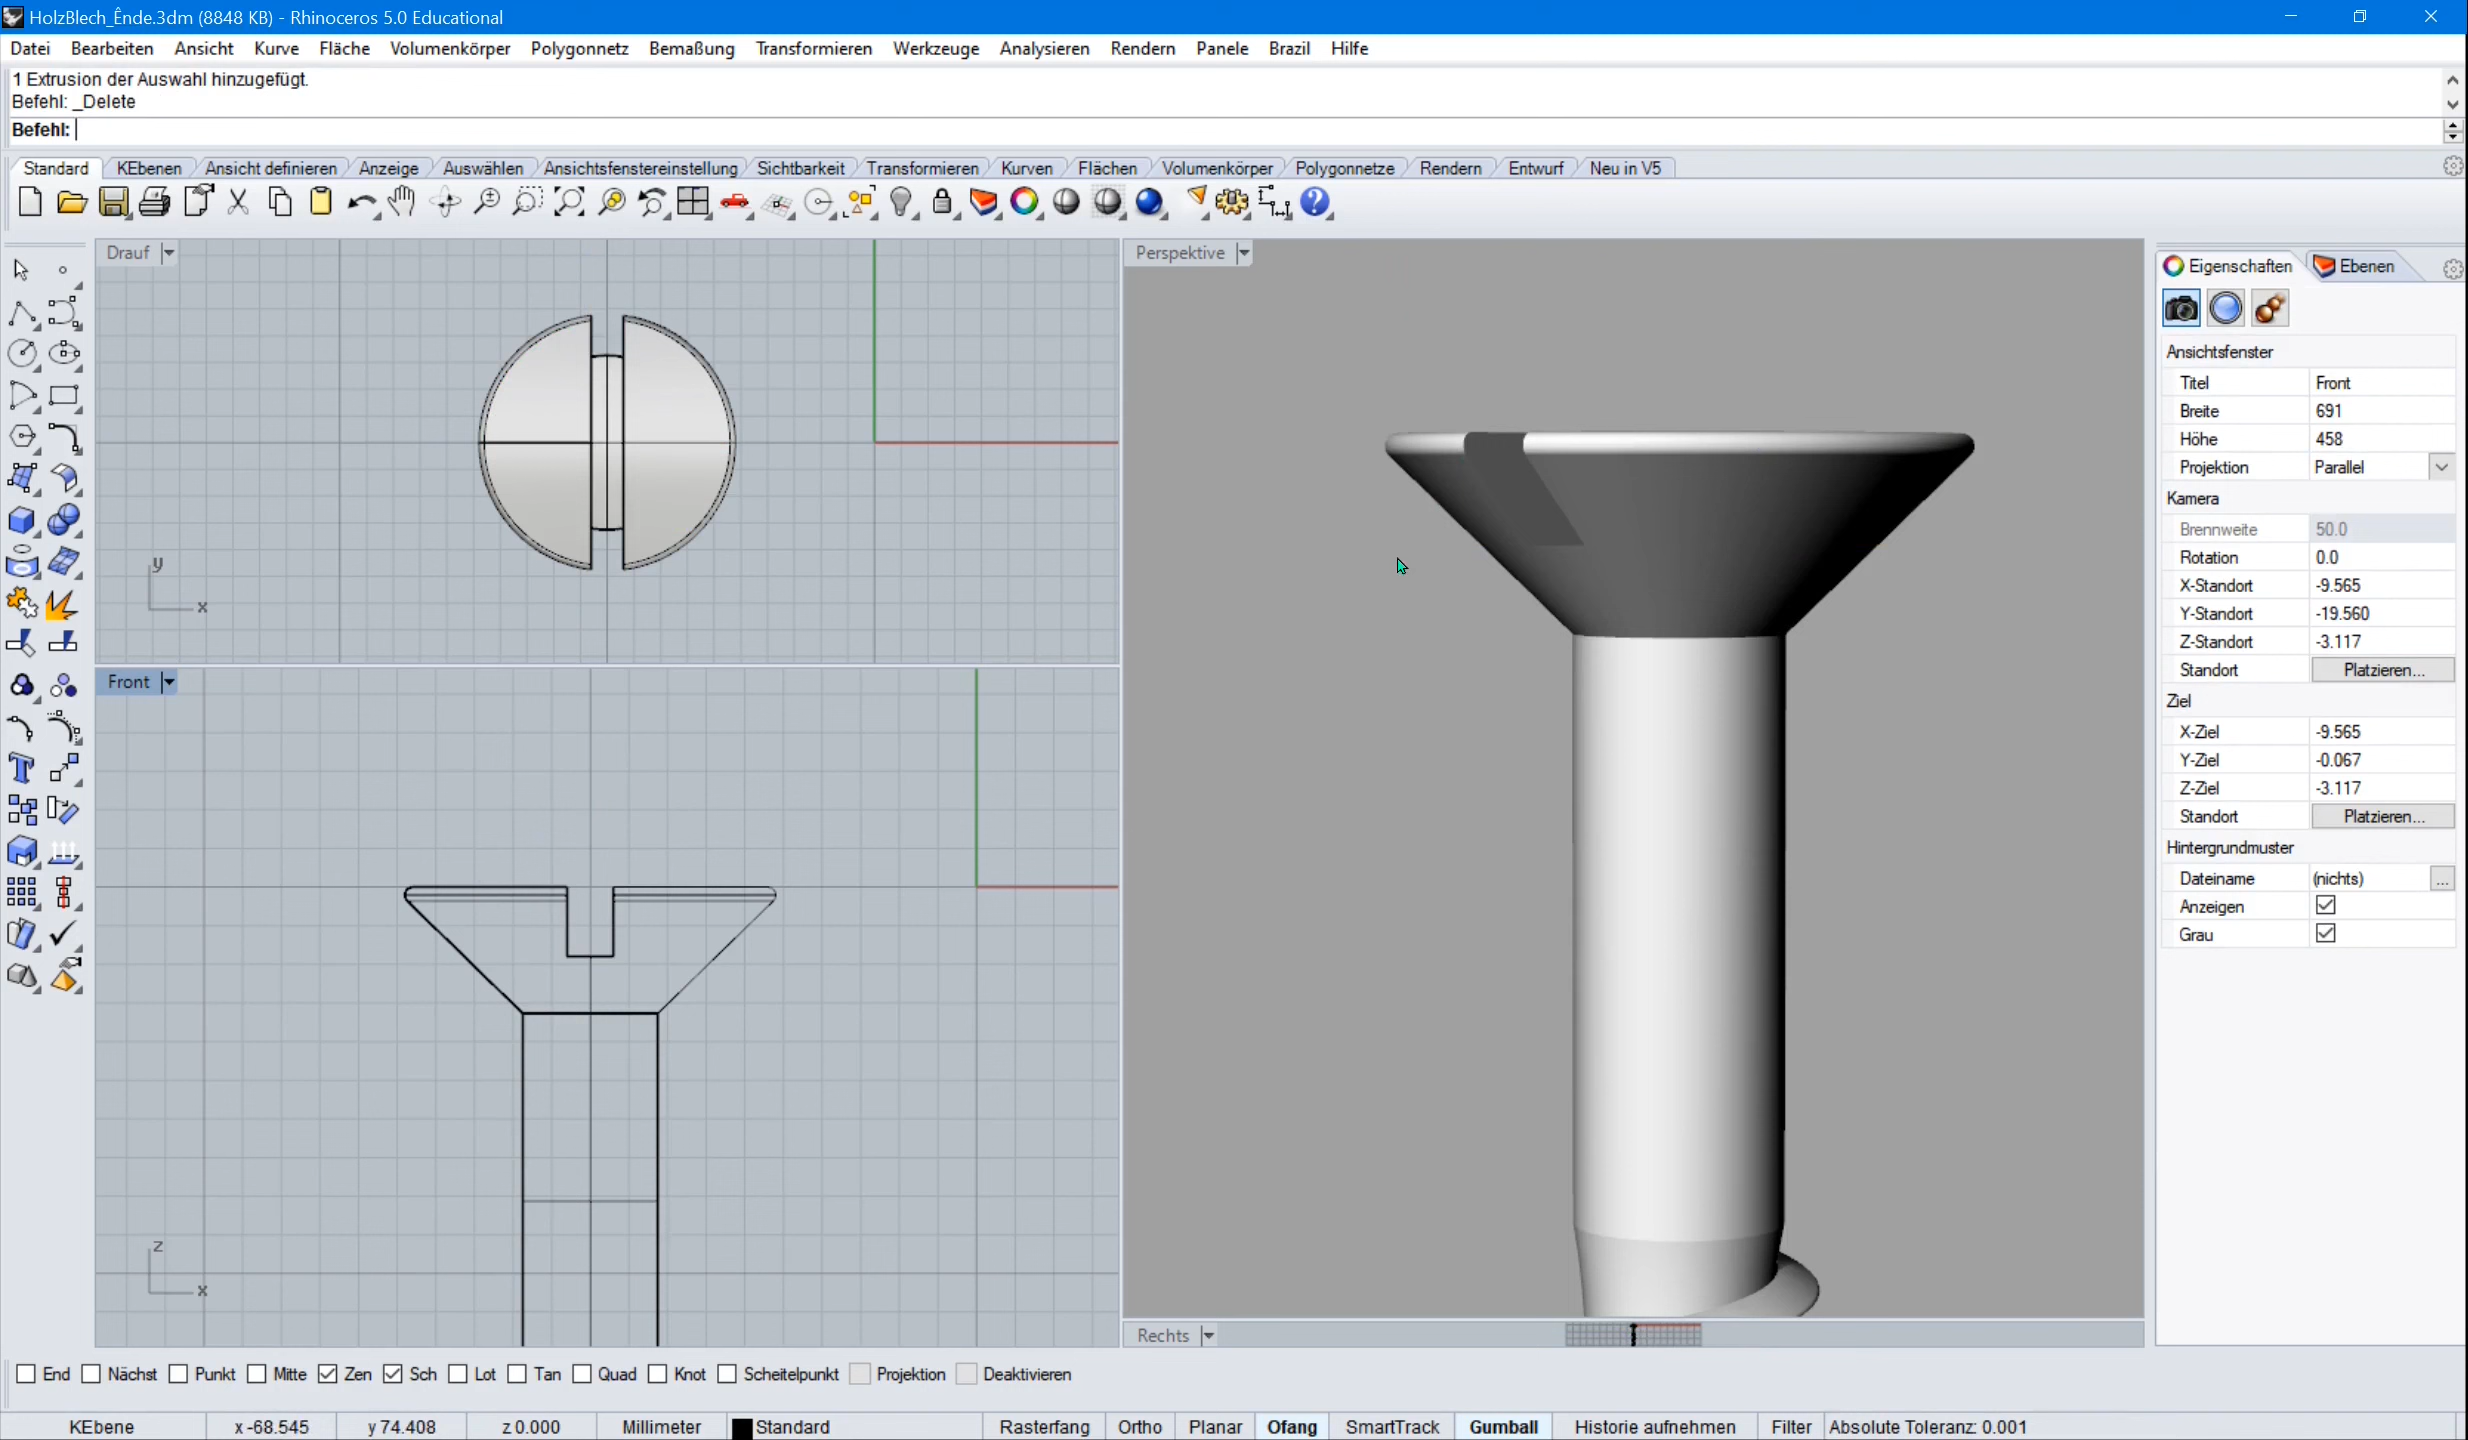 HolzBlech_Ênde.3dm (8848 KB) - Rhinoceros 5.0 Educational
Datei Bearbeiten Ansicht Kurve Fläche Volumenkörper Polygonnetz Bemaßung Transformieren Werkzeuge Analysieren Rendern Panele Brazil Hilfe
1 Extrusion der Auswahl hinzugefügt.
Befehl: _Delete
Befehl:
Standard KEbenen Ansicht definieren Anzeige Auswählen Ansichtsfenstereinstellung Sichtbarkeit Transformieren Kurven Flächen Volumenkörper Polygonnetze Rendern Entwurf Neu in V5
Drauf
y
x
Perspektive
Front
z
x
Rechts
Eigenschaften Ebenen
Ansichtsfenster
Titel Front
Breite 691
Höhe 458
Projektion Parallel
Kamera
Brennweite 50.0
Rotation 0.0
X-Standort -9.565
Y-Standort -19.560
Z-Standort -3.117
Standort Platzieren...
Ziel
X-Ziel -9.565
Y-Ziel -0.067
Z-Ziel -3.117
Standort Platzieren...
Hintergrundmuster
Dateiname (nichts) ...
Anzeigen
Grau
End Nächst Punkt Mitte Zen Sch Lot Tan Quad Knot Scheitelpunkt Projektion Deaktivieren
KEbene x -68.545 y 74.408 z 0.000 Millimeter Standard Rasterfang Ortho Planar Ofang SmartTrack Gumball Historie aufnehmen Filter Absolute Toleranz: 0.001